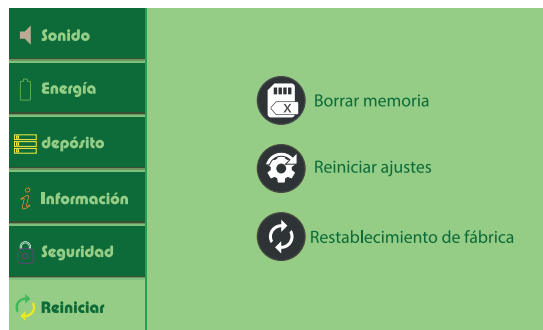 Sonido
Energía
depósito
Información
Seguridad
Reiniciar
Borrar memoria
Reiniciar ajustes
Restablecimiento de fábrica